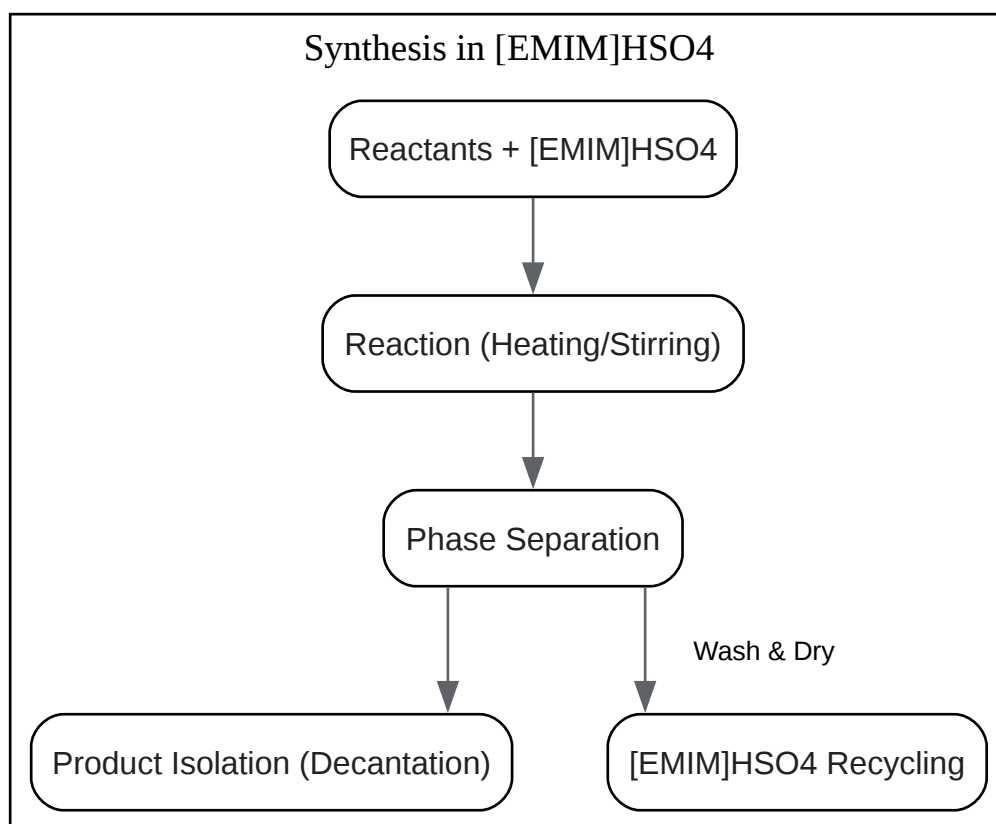 Synthesis in [EMIM]HSO4
Reactants + [EMIM]HSO4
Reaction (Heating/Stirring)
Phase Separation
Wash & Dry
Product Isolation (Decantation)
[EMIM]HSO4 Recycling